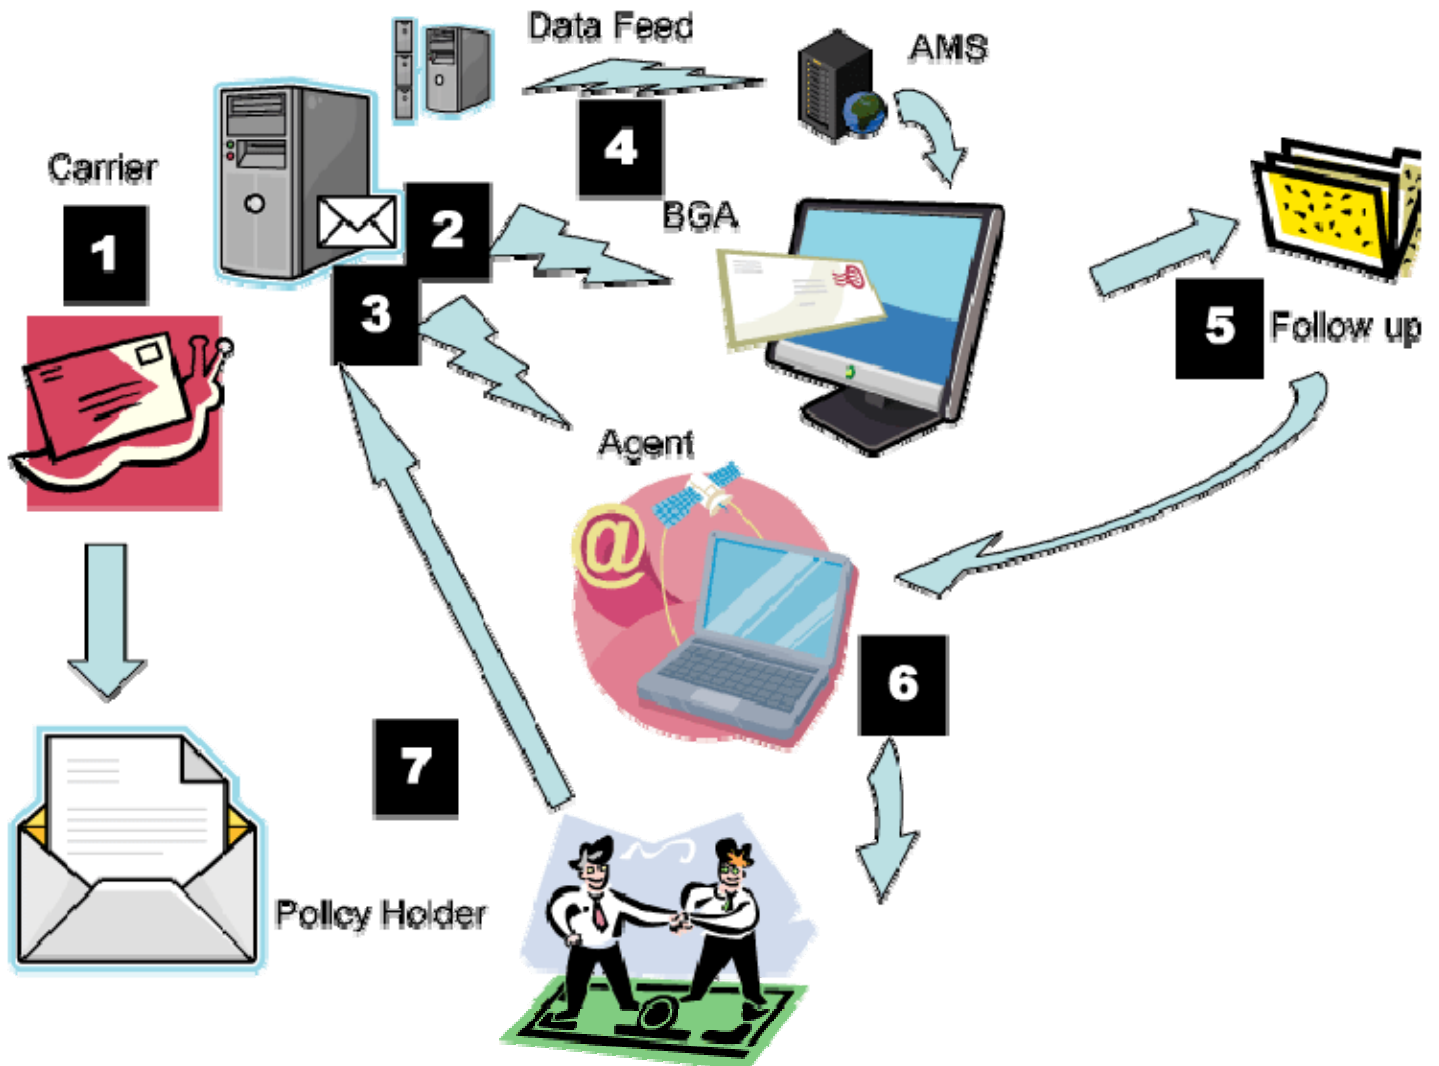 Data Feed
AMS
4
Carrier
BGA
2
1
3
5
Follow up
Agent
@
6
7
Policy Holder